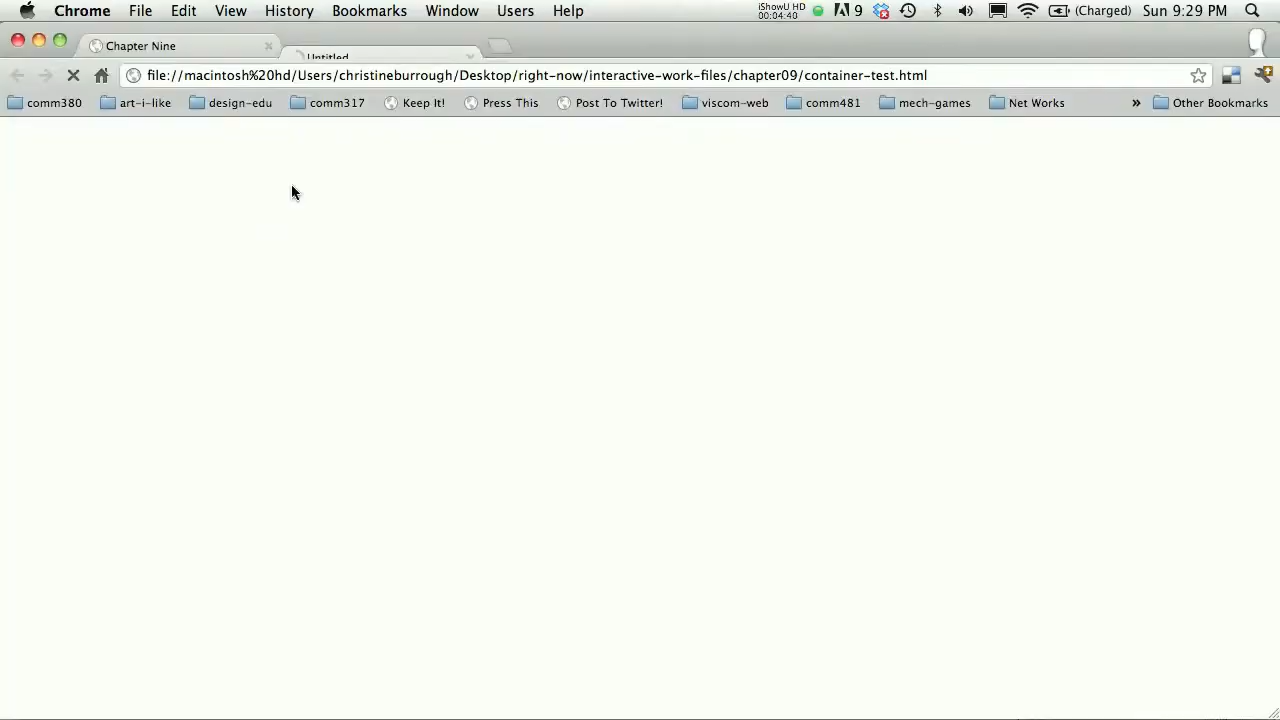 Chrome File Edit View History Bookmarks Window Users Help iShowU HD 00:04:40 9 (Charged) Sun 9:29 PM
Chapter Nine Untitled
file://macintosh%20hd/Users/christineburrough/Desktop/right-now/interactive-work-files/chapter09/container-test.html
comm380 art-i-like design-edu comm317 Keep It! Press This Post To Twitter! viscom-web comm481 mech-games Net Works » Other Bookmarks